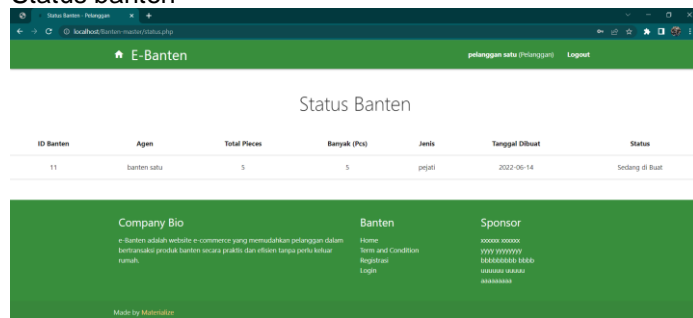 Status banten
Status Banten - Pelanggan
localhost/Banten-master/status.php
E-Banten
pelanggan satu (Pelanggan) Logout
Status Banten
ID Banten Agen Total Pieces Banyak (Pcs) Jenis Tanggal Dibuat Status
11 banten satu 5 5 pejati 2022-06-14 Sedang di Buat
Company Bio
e-Banten adalah website e-commerce yang memudahkan pelanggan dalam
bertransaksi produk banten secara praktis dan efisien tanpa perlu keluar
rumah.
Banten
Home
Term and Condition
Registrasi
Login
Sponsor
xxxxxx xxxxxx
yyyy yyyyyyyy
bbbbbbbbb bbbb
uuuuuu uuuuu
aaaaaaaaa
Made by Materialize